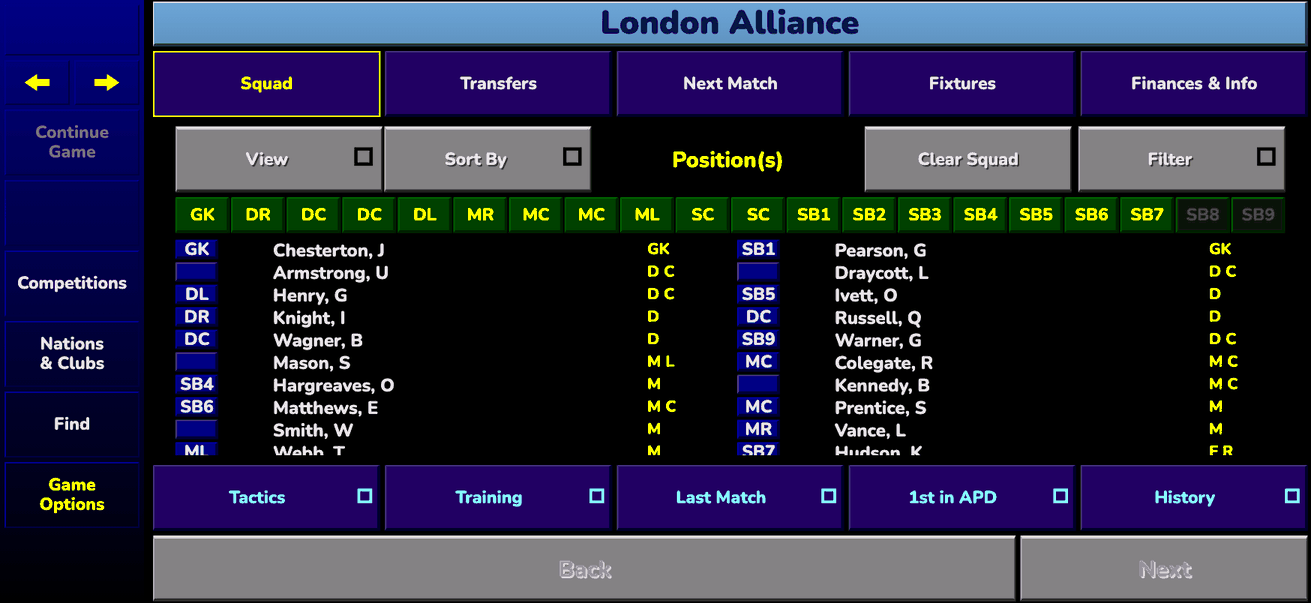 London Alliance
Squad Transfers Next Match Fixtures Finances & Info
Continue
Game
View Sort By Position(s) Clear Squad Filter
GK DR DC DC DL MR MC MC ML SC SC SB1 SB2 SB3 SB4 SB5 SB6 SB7 SB8 SB9
GK Chesterton, J GK SB1 Pearson, G GK
Armstrong, U D C Draycott, L D C
DL Henry, G D C SB5 Ivett, O D
DR Knight, I D DC Russell, Q D
DC Wagner, B D SB9 Warner, G D C
Mason, S M L MC Colegate, R M C
SB4 Hargreaves, O M Kennedy, B M C
SB6 Matthews, E M C MC Prentice, S M
Smith, W M MR Vance, L M
ML Webb, T M SB7 Hudson, K F R
Competitions
Nations
& Clubs
Find
Game
Options
Tactics Training Last Match 1st in APD History
Back Next